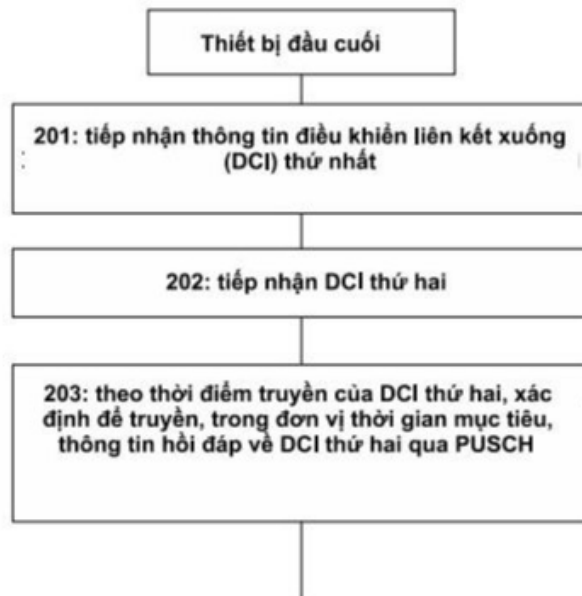 Thiết bị đầu cuối
201: tiếp nhận thông tin điều khiển liên kết xuống
(DCI) thứ nhất
202: tiếp nhận DCI thứ hai
203: theo thời điểm truyền của DCI thứ hai, xác
định để truyền, trong đơn vị thời gian mục tiêu,
thông tin hồi đáp về DCI thứ hai qua PUSCH